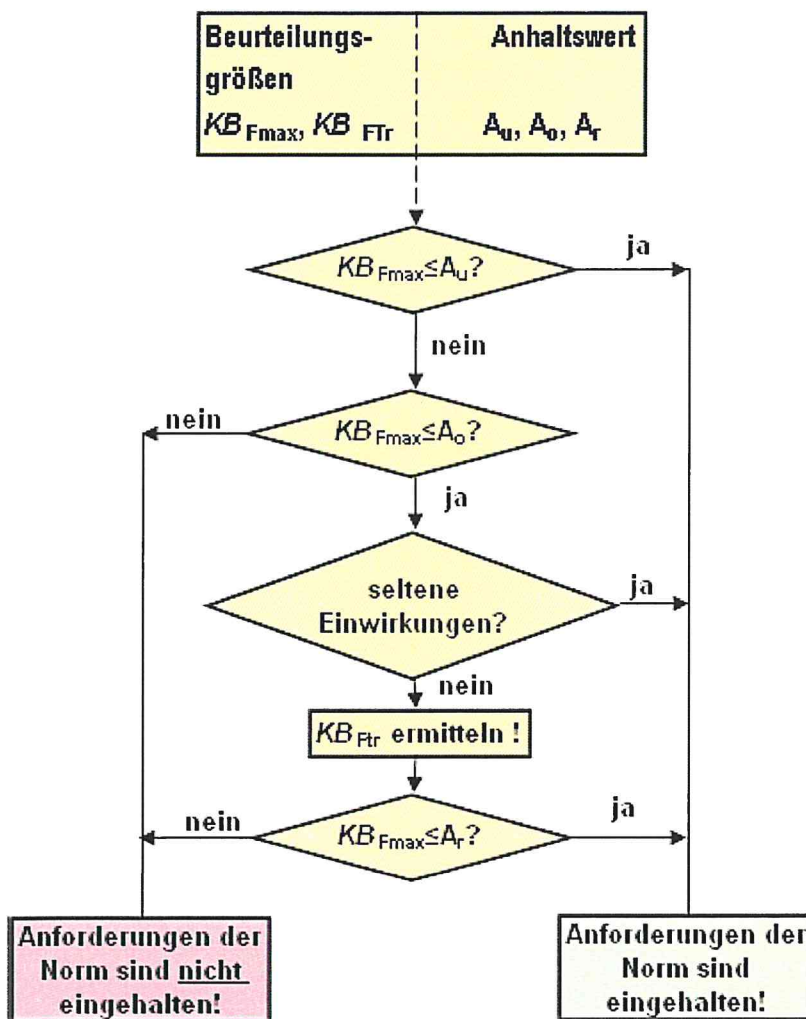 Beurteilungs-
größen
Anhaltswert
KB Fmax, KB FTr
Au, Ao, Ar
KB Fmax≤Au?
ja
nein
nein
KB Fmax≤Ao?
ja
seltene
Einwirkungen?
ja
nein
KB Ftr ermitteln !
nein
KB Fmax≤Ar?
ja
Anforderungen der
Norm sind nicht
eingehalten!
Anforderungen der
Norm sind
eingehalten!